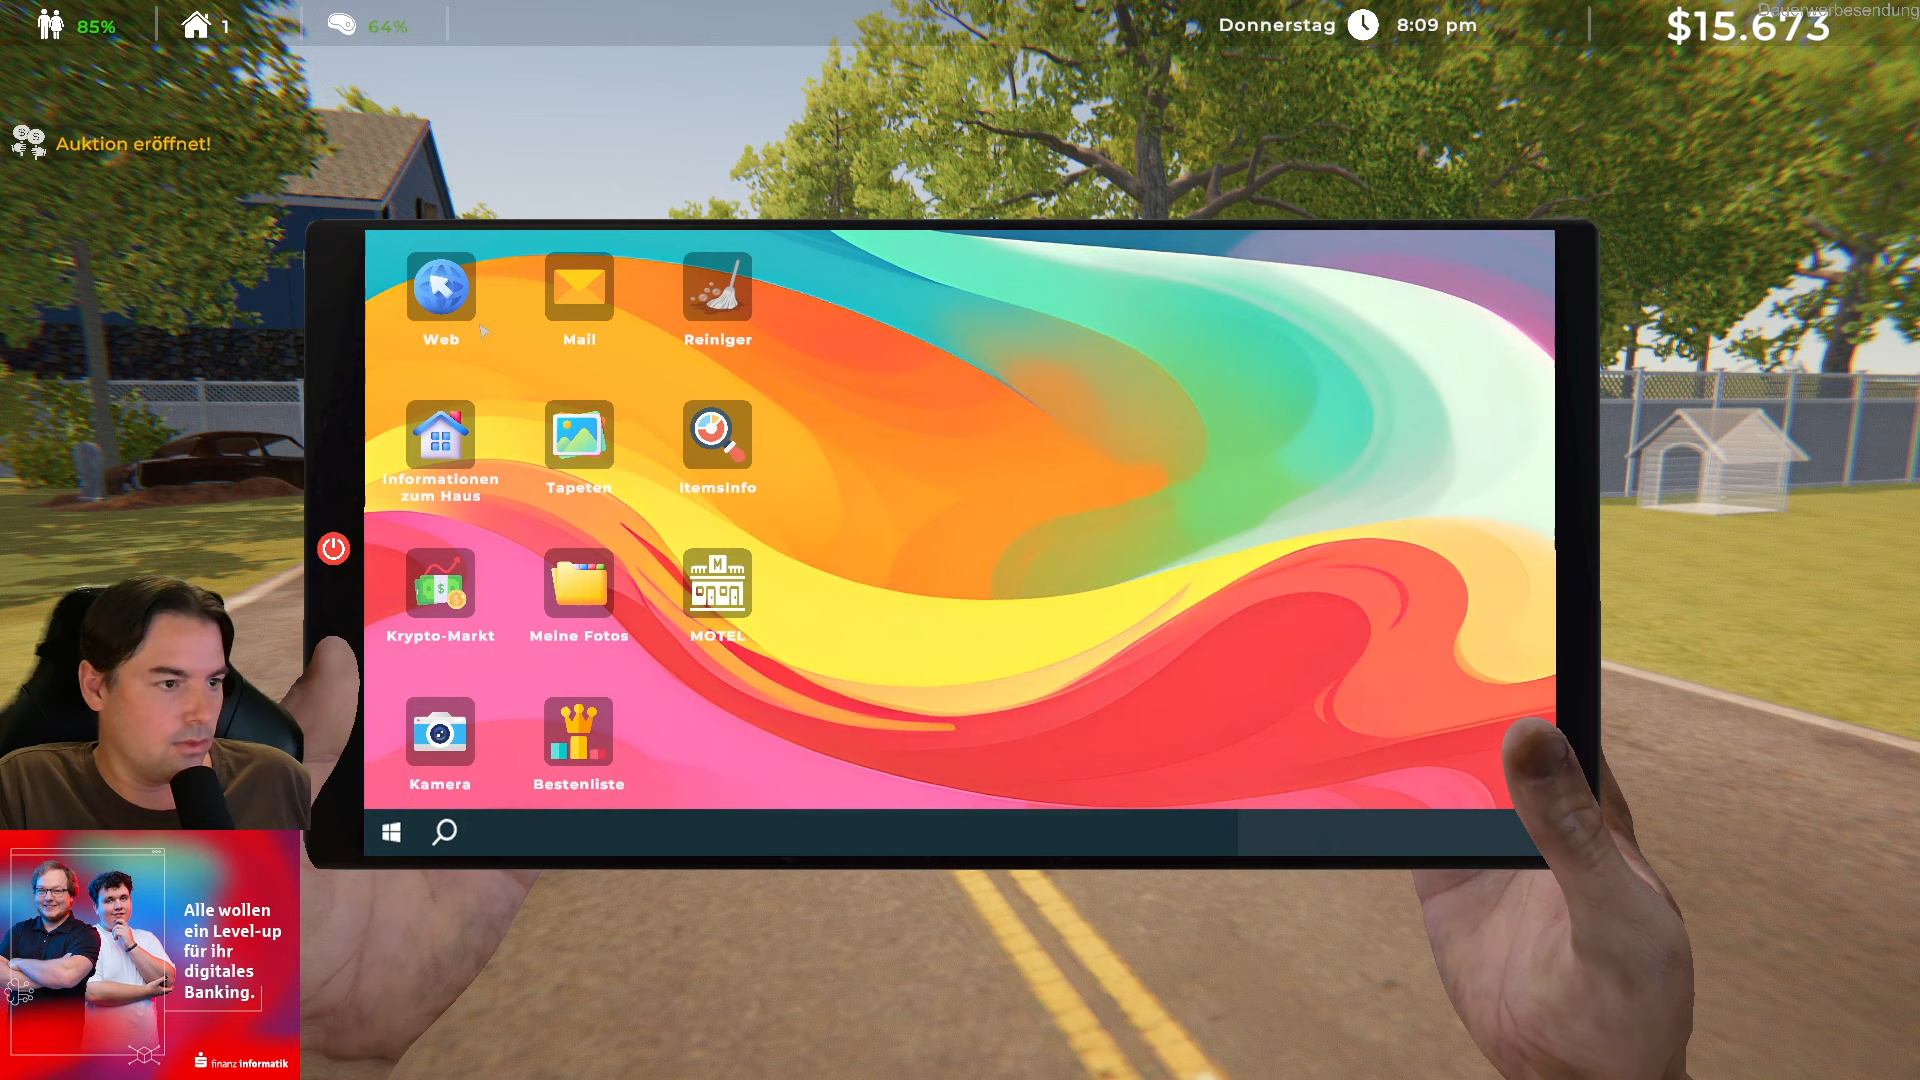 85%
1
64%
Donnerstag
8:09 pm
Dauerwerbesendung
$15.673
Auktion eröffnet!
Web
Mail
Reiniger
Informationen
zum Haus
Tapeten
ItemsInfo
Krypto-Markt
Meine Fotos
M
MOTEL
Kamera
Bestenliste
Alle wollen
ein Level-up
für ihr
digitales
Banking.
finanz informatik